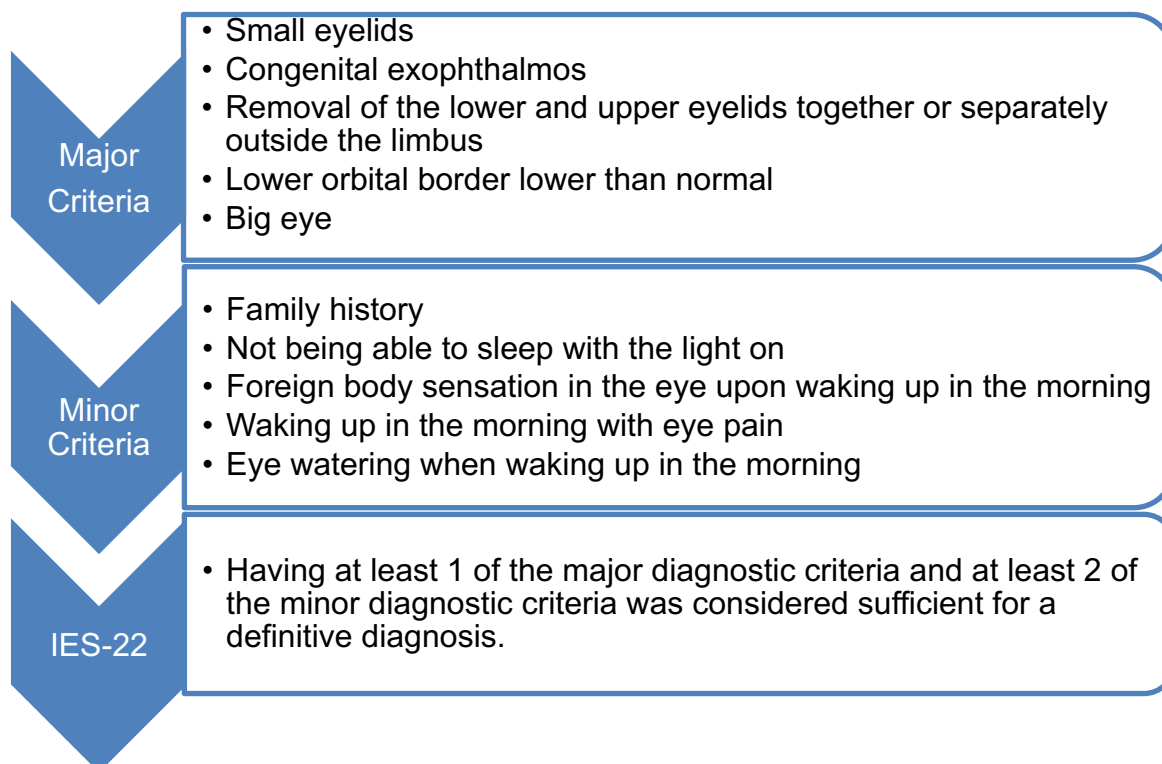 Major
Criteria
• Small eyelids
• Congenital exophthalmos
• Removal of the lower and upper eyelids together or separately
outside the limbus
• Lower orbital border lower than normal
• Big eye
Minor
Criteria
• Family history
• Not being able to sleep with the light on
• Foreign body sensation in the eye upon waking up in the morning
• Waking up in the morning with eye pain
• Eye watering when waking up in the morning
IES-22
• Having at least 1 of the major diagnostic criteria and at least 2 of
the minor diagnostic criteria was considered sufficient for a
definitive diagnosis.